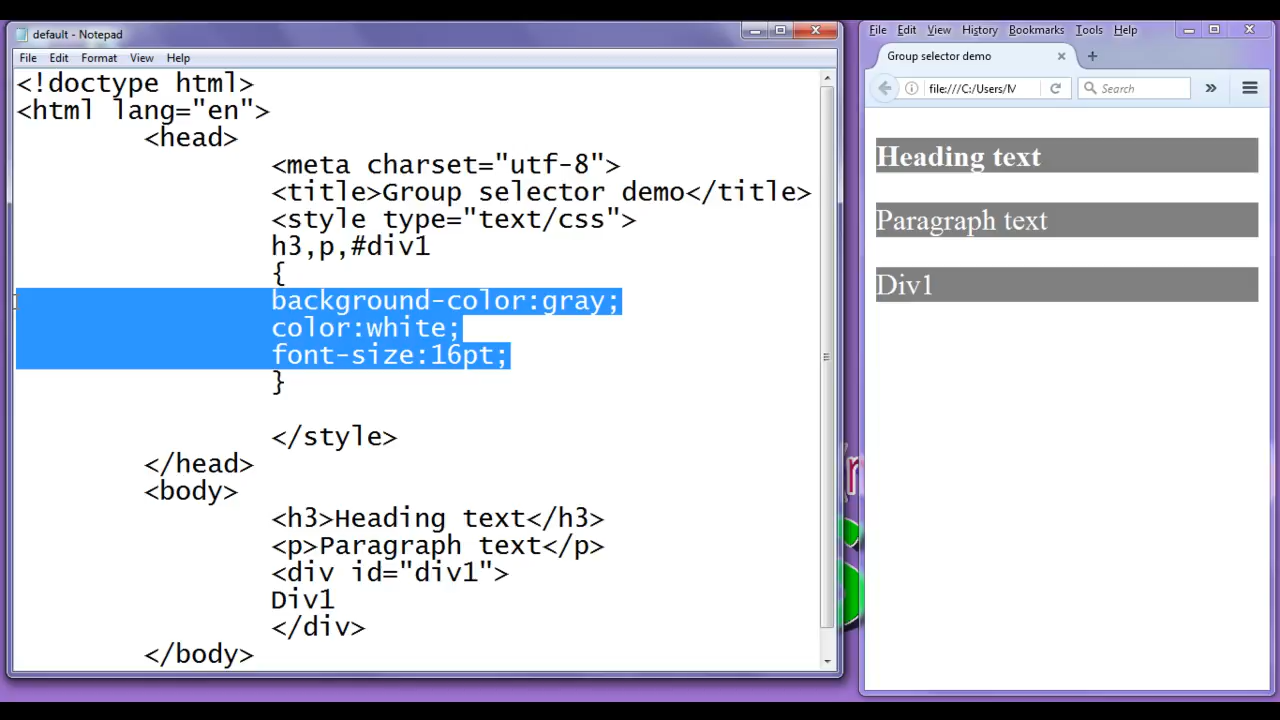 default - Notepad
File Edit Format View Help
<!doctype html>
<html lang="en">
<head>
<meta charset="utf-8">
<title>Group selector demo</title>
<style type="text/css">
h3,p,#div1
{
background-color:gray;
color:white;
font-size:16pt;
}
</style>
</head>
<body>
<h3>Heading text</h3>
<p>Paragraph text</p>
<div id="div1">
Div1
</div>
</body>
File Edit View History Bookmarks Tools Help
Group selector demo
file:///C:/Users/M
Search
Heading text
Paragraph text
Div1